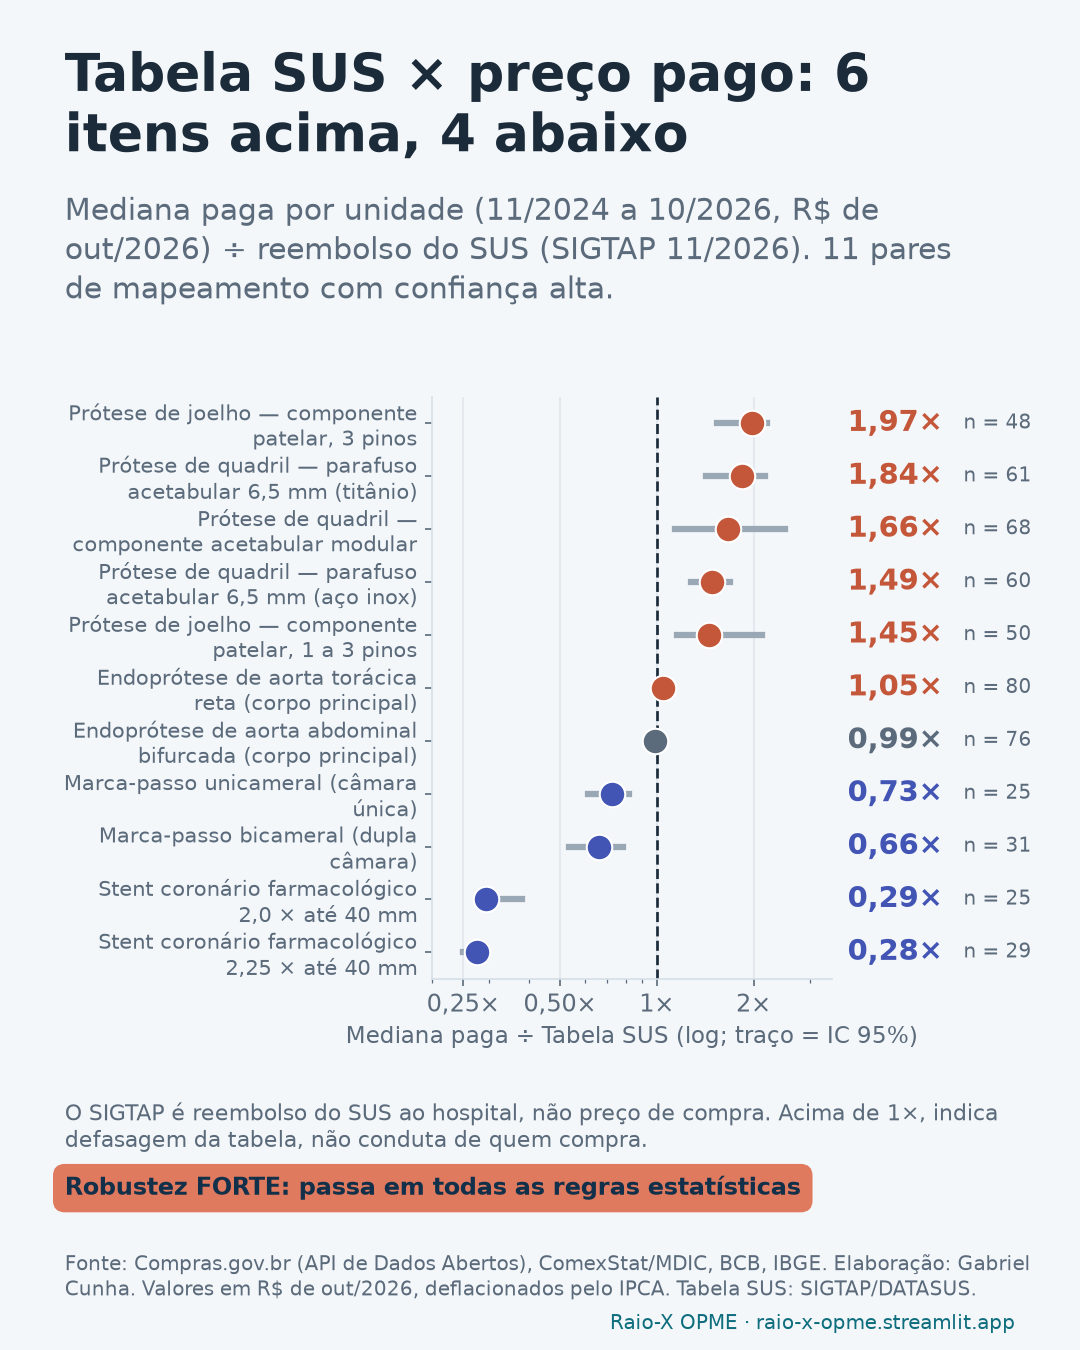 Tabela SUS × preço pago: 6
itens acima, 4 abaixo
Mediana paga por unidade (11/2024 a 10/2026, R$ de
out/2026) ÷ reembolso do SUS (SIGTAP 11/2026). 11 pares
de mapeamento com confiança alta.
Prótese de joelho — componente
patelar, 3 pinos
1,97× n = 48
Prótese de quadril — parafuso
acetabular 6,5 mm (titânio)
1,84× n = 61
Prótese de quadril —
componente acetabular modular
1,66× n = 68
Prótese de quadril — parafuso
acetabular 6,5 mm (aço inox)
1,49× n = 60
Prótese de joelho — componente
patelar, 1 a 3 pinos
1,45× n = 50
Endoprótese de aorta torácica
reta (corpo principal)
1,05× n = 80
Endoprótese de aorta abdominal
bifurcada (corpo principal)
0,99× n = 76
Marca-passo unicameral (câmara
única)
0,73× n = 25
Marca-passo bicameral (dupla
câmara)
0,66× n = 31
Stent coronário farmacológico
2,0 × até 40 mm
0,29× n = 25
Stent coronário farmacológico
2,25 × até 40 mm
0,28× n = 29
0,25× 0,50× 1× 2×
Mediana paga ÷ Tabela SUS (log; traço = IC 95%)
O SIGTAP é reembolso do SUS ao hospital, não preço de compra. Acima de 1×, indica
defasagem da tabela, não conduta de quem compra.
Robustez FORTE: passa em todas as regras estatísticas
Fonte: Compras.gov.br (API de Dados Abertos), ComexStat/MDIC, BCB, IBGE. Elaboração: Gabriel
Cunha. Valores em R$ de out/2026, deflacionados pelo IPCA. Tabela SUS: SIGTAP/DATASUS.
Raio-X OPME · raio-x-opme.streamlit.app